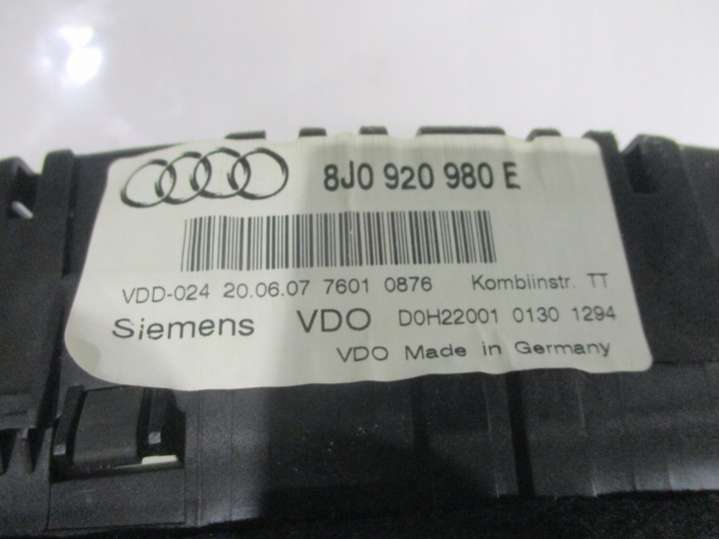 8J0 920 980 E
VDD-024 20.06.07 7601 0876 Kombiinstr. TT
Siemens VDO D0H22001 0130 1294
VDO Made in Germany